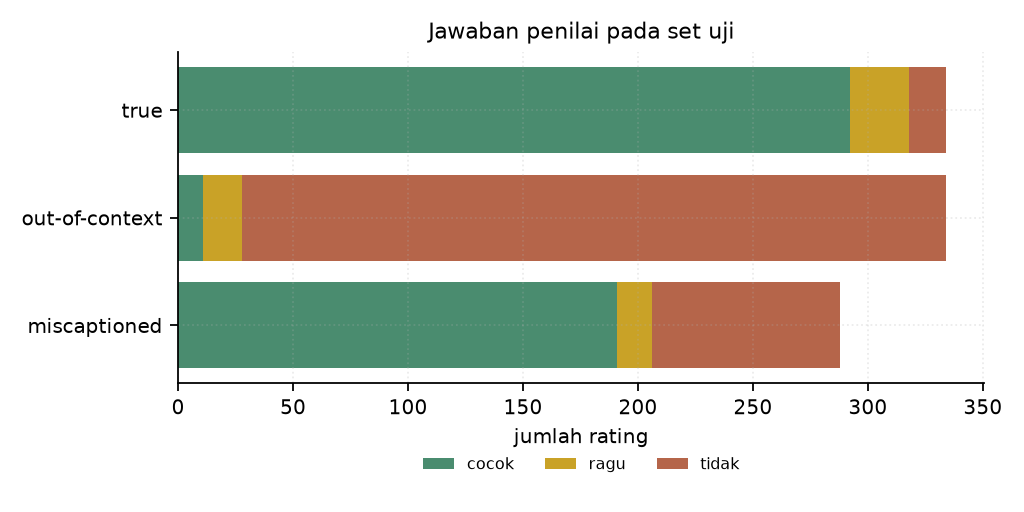 Jawaban penilai pada set uji
true
out-of-context
miscaptioned
0 50 100 150 200 250 300 350
jumlah rating
cocok ragu tidak